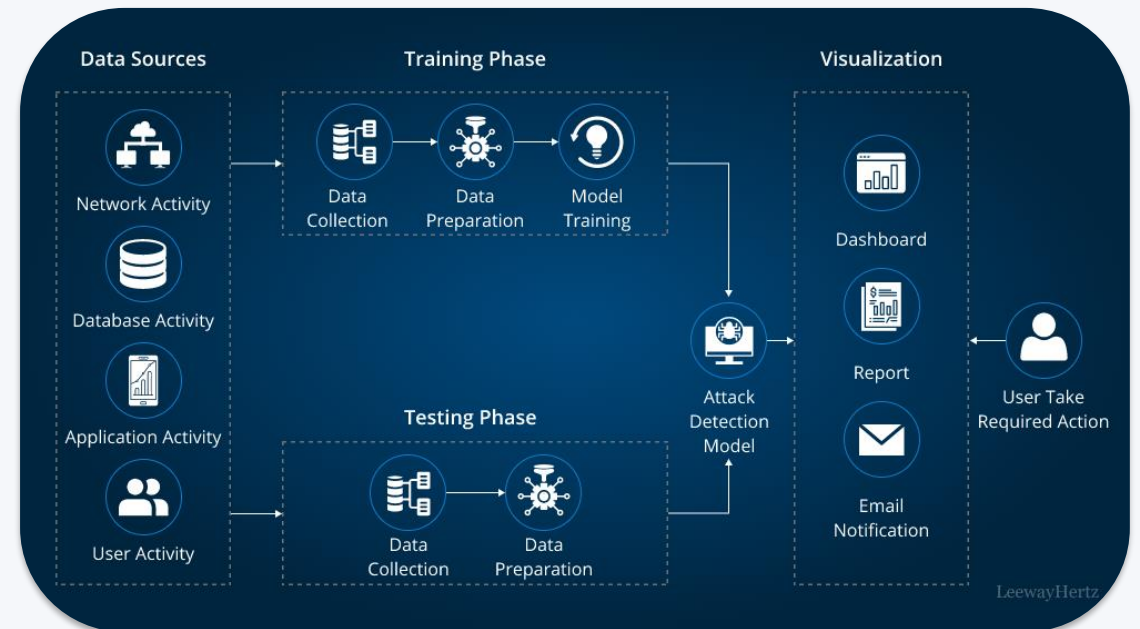 Data Sources
Training Phase
Visualization
Network Activity
Database Activity
Application Activity
User Activity
Data
Collection
Data
Preparation
Model
Training
Testing Phase
Data
Collection
Data
Preparation
Attack
Detection
Model
Dashboard
Report
Email
Notification
User Take
Required Action
LeewayHertz